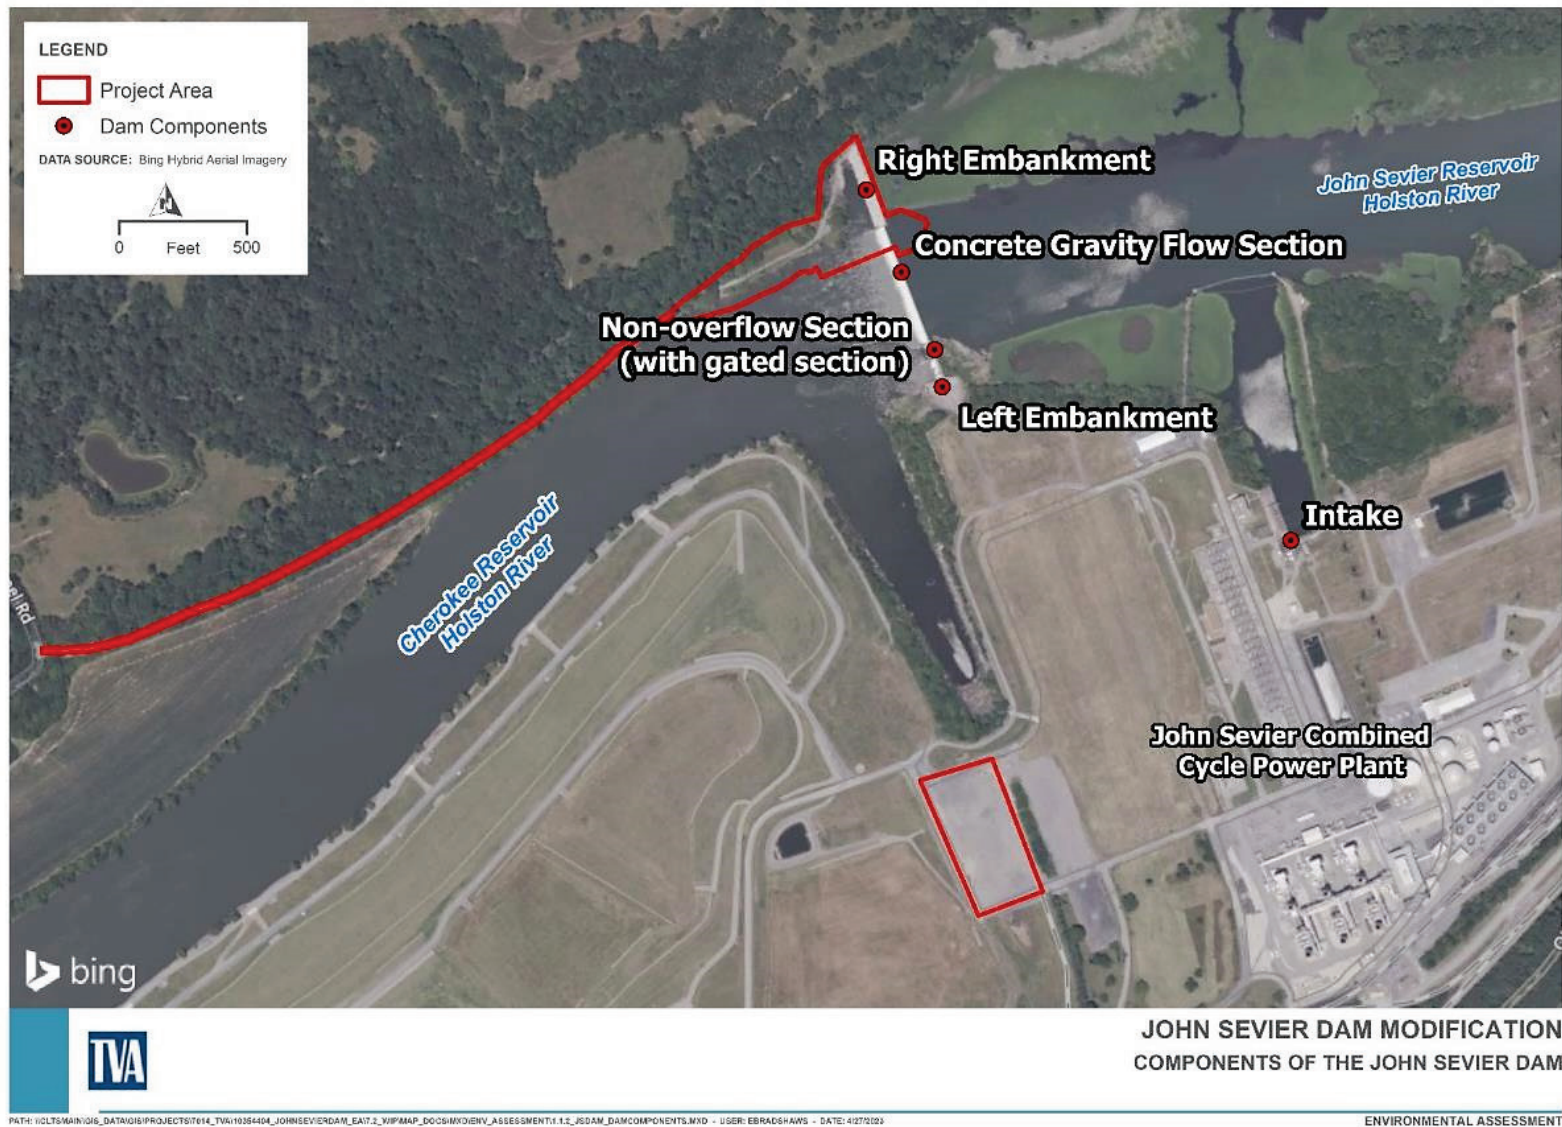 LEGEND
Project Area
Dam Components
DATA SOURCE: Bing Hybrid Aerial Imagery
N
0 Feet 500
Right Embankment
John Sevier Reservoir
Holston River
Concrete Gravity Flow Section
Non-overflow Section
(with gated section)
Left Embankment
Intake
Cherokee Reservoir
Holston River
el Rd
John Sevier Combined
Cycle Power Plant
bing
TVA
JOHN SEVIER DAM MODIFICATION
COMPONENTS OF THE JOHN SEVIER DAM
ENVIRONMENTAL ASSESSMENT